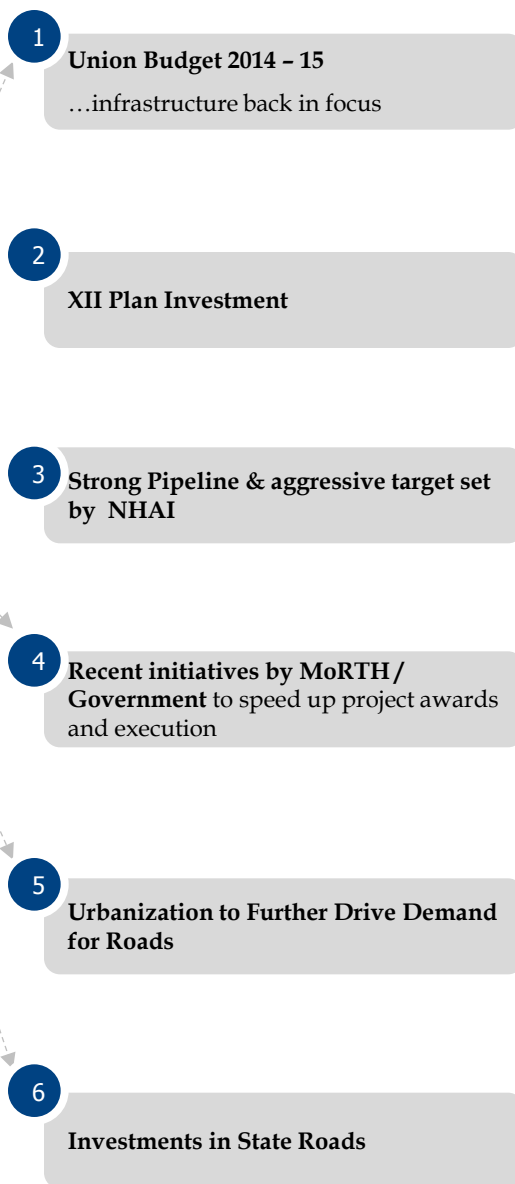 1
Union Budget 2014 – 15
…infrastructure back in focus
2
XII Plan Investment
3
Strong Pipeline & aggressive target set
by NHAI
4
Recent initiatives by MoRTH /
Government to speed up project awards
and execution
5
Urbanization to Further Drive Demand
for Roads
6
Investments in State Roads